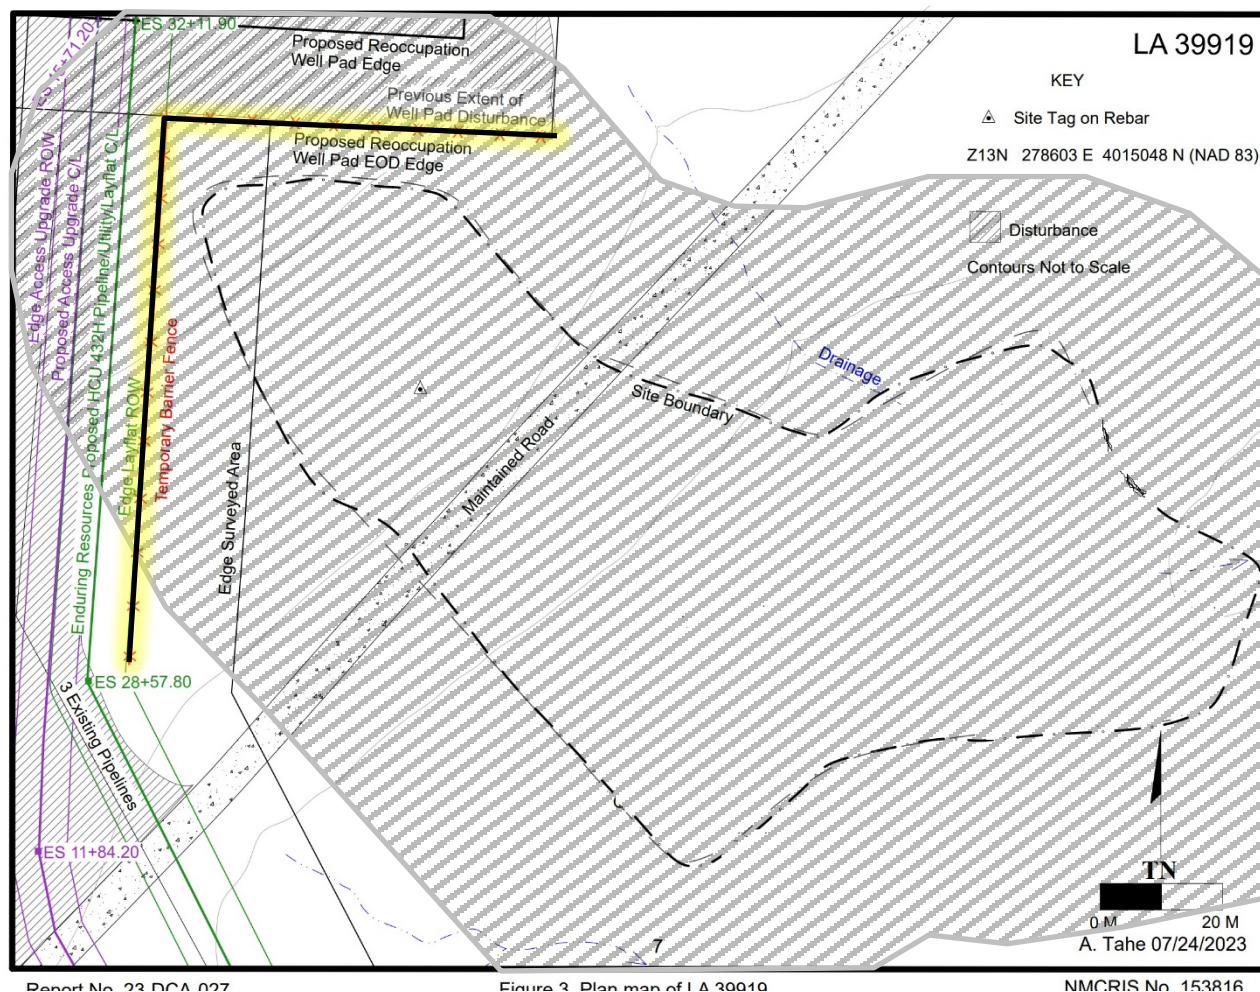 LA 39919
KEY
Site Tag on Rebar
Z13N 278603 E 4015048 N (NAD 83)
Disturbance
Contours Not to Scale
ES 32+11.90
Proposed Reoccupation
Well Pad Edge
Previous Extent of
Well Pad Disturbance
Proposed Reoccupation
Well Pad EOD Edge
Edge Access Upgrade ROW
Proposed Access Upgrade C/L
Enduring Resources Proposed HCU 432H Pipeline/Utility/Layflat C/L
Edge Layflat ROW
Temporary Barrier Fence
Edge Surveyed Area
Maintained Road
Site Boundary
Drainage
ES 28+57.80
3 Existing Pipelines
ES 11+84.20
TN
0 M 20 M
A. Tahe 07/24/2023
7
Report No. 23-DCA-027
Figure 3. Plan map of LA 39919
NMCRIS No. 153816